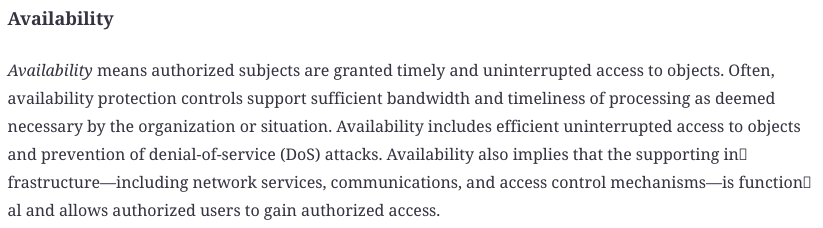 Availability
Availability means authorized subjects are granted timely and uninterrupted access to objects. Often,
availability protection controls support sufficient bandwidth and timeliness of processing as deemed
necessary by the organization or situation. Availability includes efficient uninterrupted access to objects
and prevention of denial-of-service (DoS) attacks. Availability also implies that the supporting in▯
frastructure—including network services, communications, and access control mechanisms—is function▯
al and allows authorized users to gain authorized access.